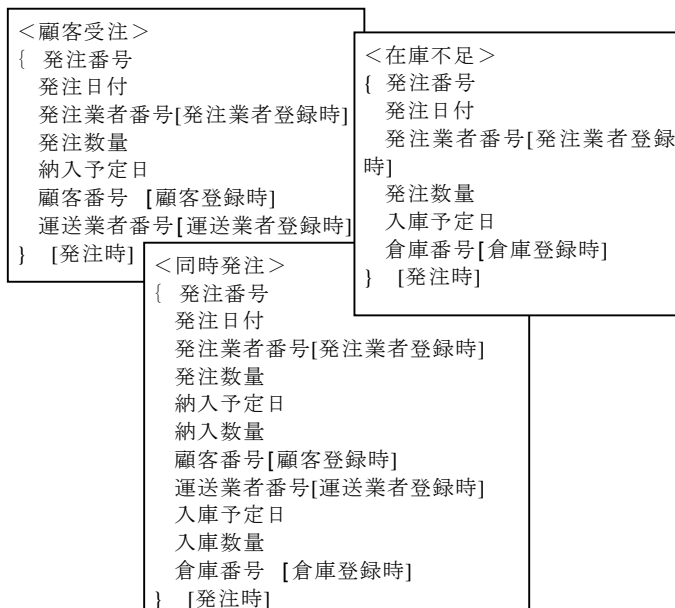 ＜顧客受注＞
{ 発注番号
発注日付
発注業者番号[発注業者登録時]
発注数量
納入予定日
顧客番号 [顧客登録時]
運送業者番号[運送業者登録時]
} [発注時]
＜在庫不足＞
{ 発注番号
発注日付
発注業者番号[発注業者登録
時]
発注数量
入庫予定日
倉庫番号[倉庫登録時]
} [発注時]
＜同時発注＞
{ 発注番号
発注日付
発注業者番号[発注業者登録時]
発注数量
納入予定日
納入数量
顧客番号[顧客登録時]
運送業者番号[運送業者登録時]
入庫予定日
入庫数量
倉庫番号 [倉庫登録時]
} [発注時]